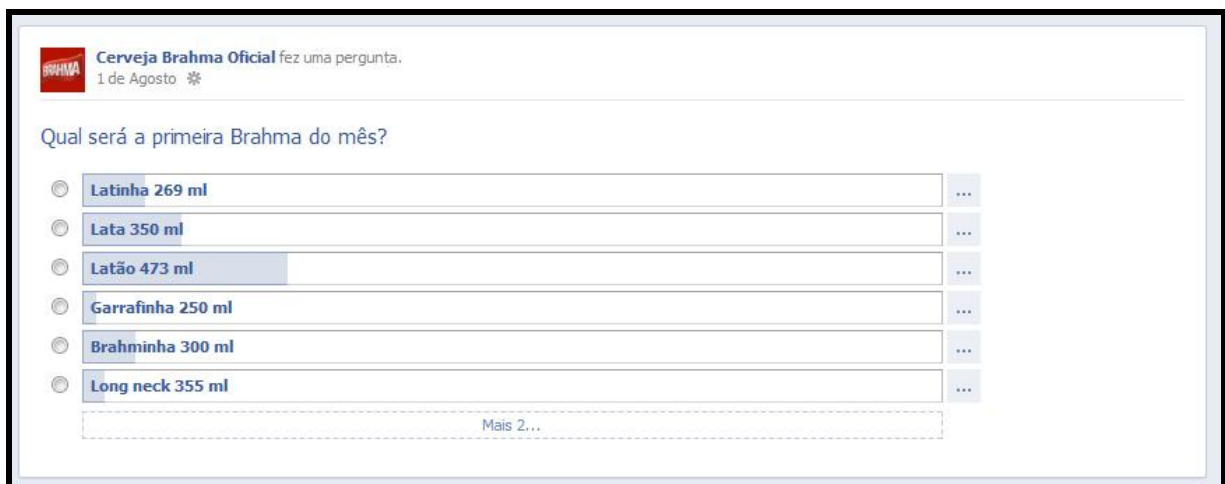 BRAHMA
Cerveja Brahma Oficial fez uma pergunta.
1 de Agosto
Qual será a primeira Brahma do mês?
Latinha 269 ml
...
Lata 350 ml
...
Latão 473 ml
...
Garrafinha 250 ml
...
Brahminha 300 ml
...
Long neck 355 ml
...
Mais 2...